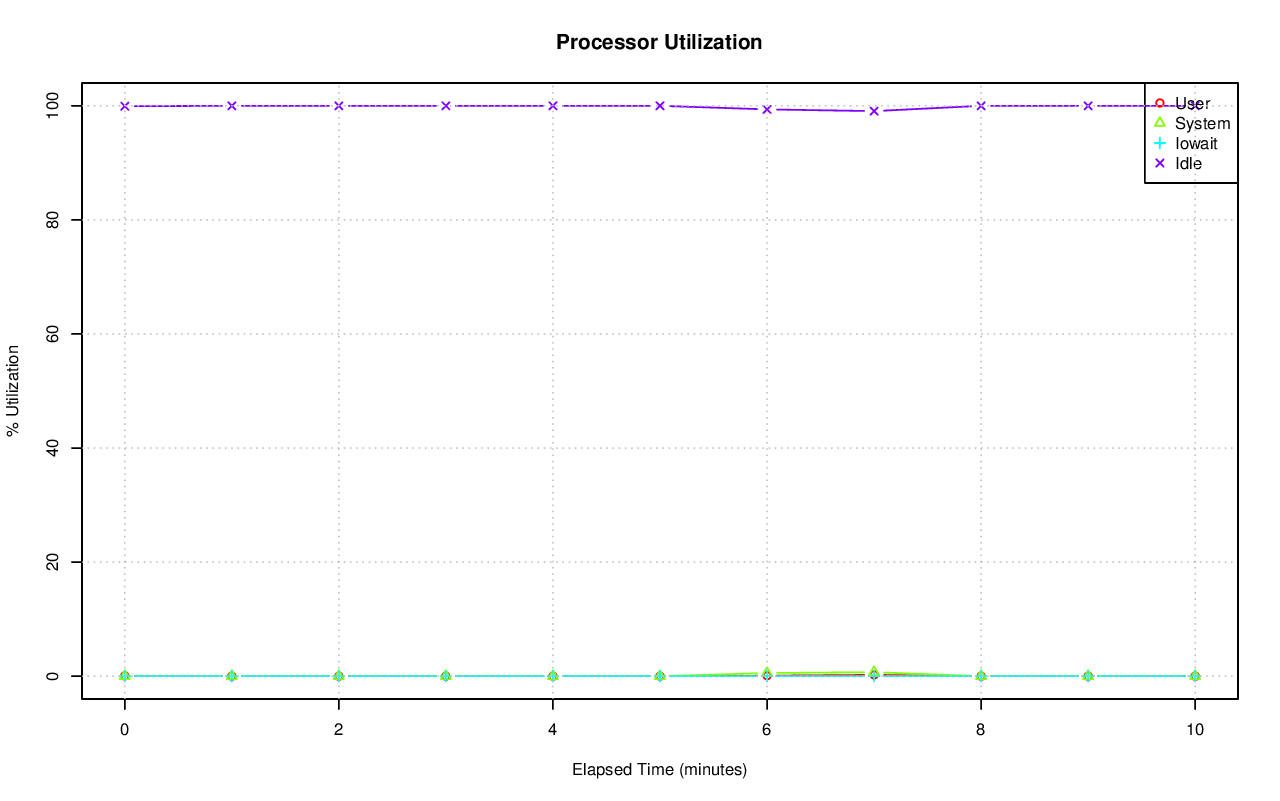 Processor Utilization
% Utilization
100
80
60
40
20
0
User
System
Iowait
Idle
0 2 4 6 8 10
Elapsed Time (minutes)